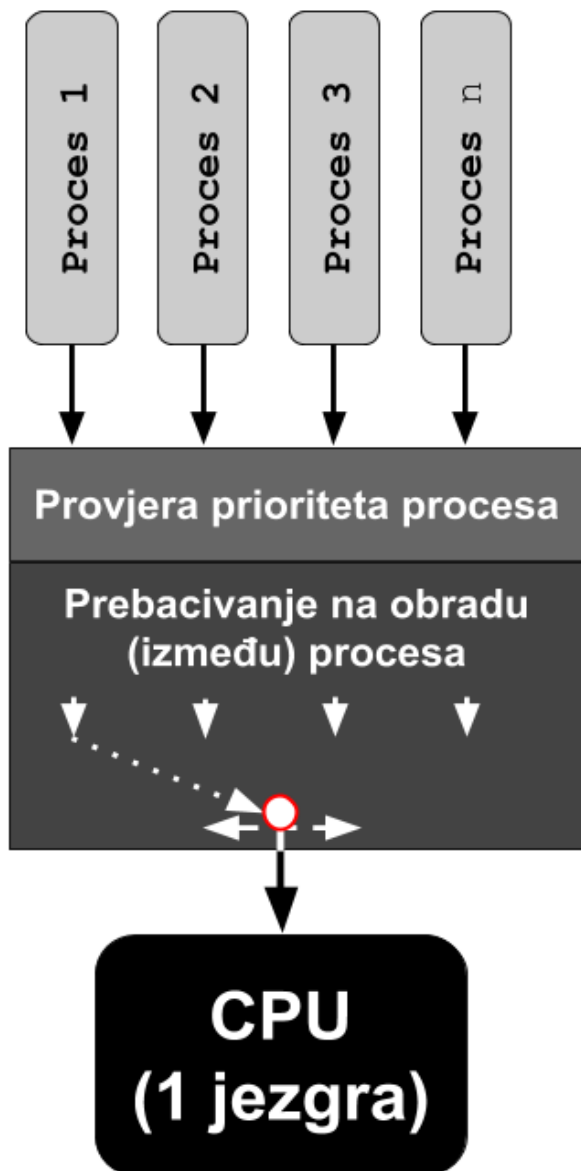 Proces 1
Proces 2
Proces 3
Proces n
Provjera prioriteta procesa
Prebacivanje na obradu
(između) procesa
CPU
(1 jezgra)